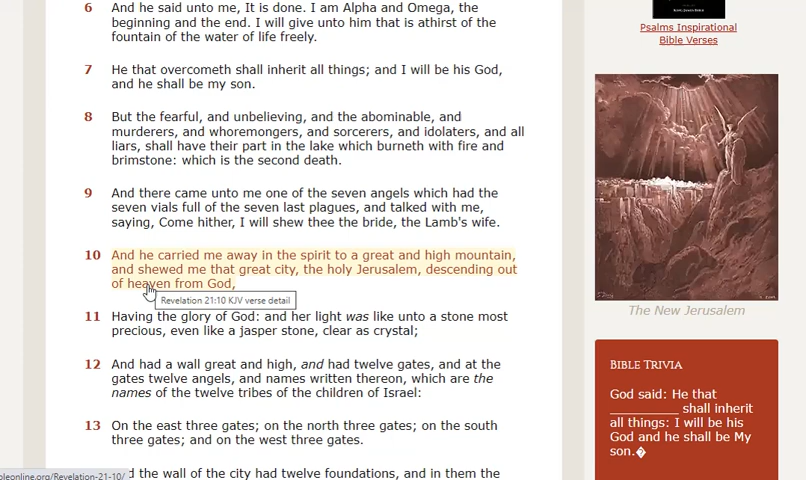 6 And he said unto me, It is done. I am Alpha and Omega, the
beginning and the end. I will give unto him that is athirst of the
fountain of the water of life freely.
7 He that overcometh shall inherit all things; and I will be his God,
and he shall be my son.
8 But the fearful, and unbelieving, and the abominable, and
murderers, and whoremongers, and sorcerers, and idolaters, and all
liars, shall have their part in the lake which burneth with fire and
brimstone: which is the second death.
9 And there came unto me one of the seven angels which had the
seven vials full of the seven last plagues, and talked with me,
saying, Come hither, I will shew thee the bride, the Lamb's wife.
10 And he carried me away in the spirit to a great and high mountain,
and shewed me that great city, the holy Jerusalem, descending out
of heaven from God,
Revelation 21:10 KJV verse detail
11 Having the glory of God: and her light was like unto a stone most
precious, even like a jasper stone, clear as crystal;
12 And had a wall great and high, and had twelve gates, and at the
gates twelve angels, and names written thereon, which are the
names of the twelve tribes of the children of Israel:
13 On the east three gates; on the north three gates; on the south
three gates; and on the west three gates.
d the wall of the city had twelve foundations, and in them the
bleonline.org/Revelation-21-10/
Psalms Inspirational
Bible Verses
The New Jerusalem
BIBLE TRIVIA
God said: He that
__________ shall inherit
all things: I will be his
God and he shall be My
son.�